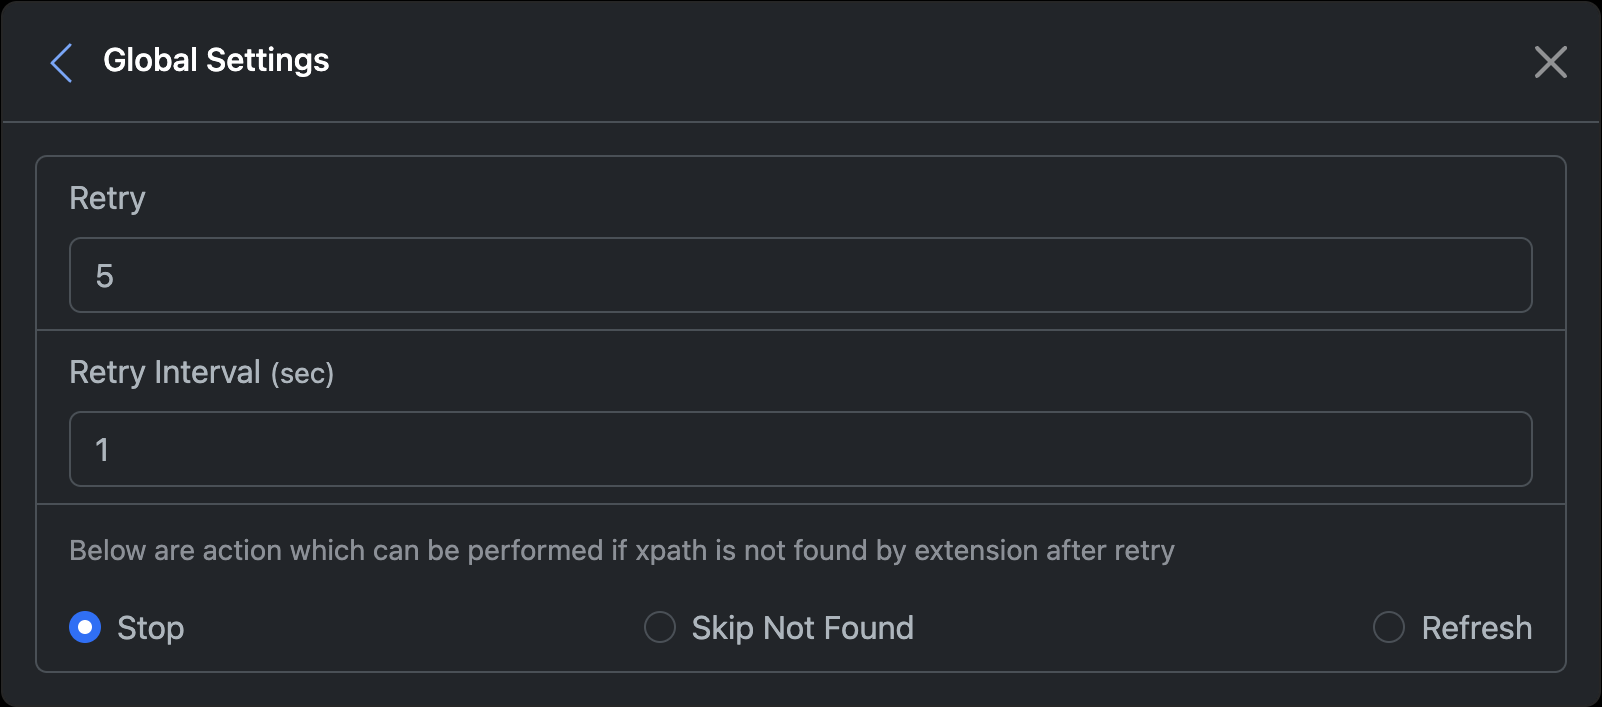 Global Settings
Retry
5
Retry Interval (sec)
1
Below are action which can be performed if xpath is not found by extension after retry
Stop Skip Not Found Refresh